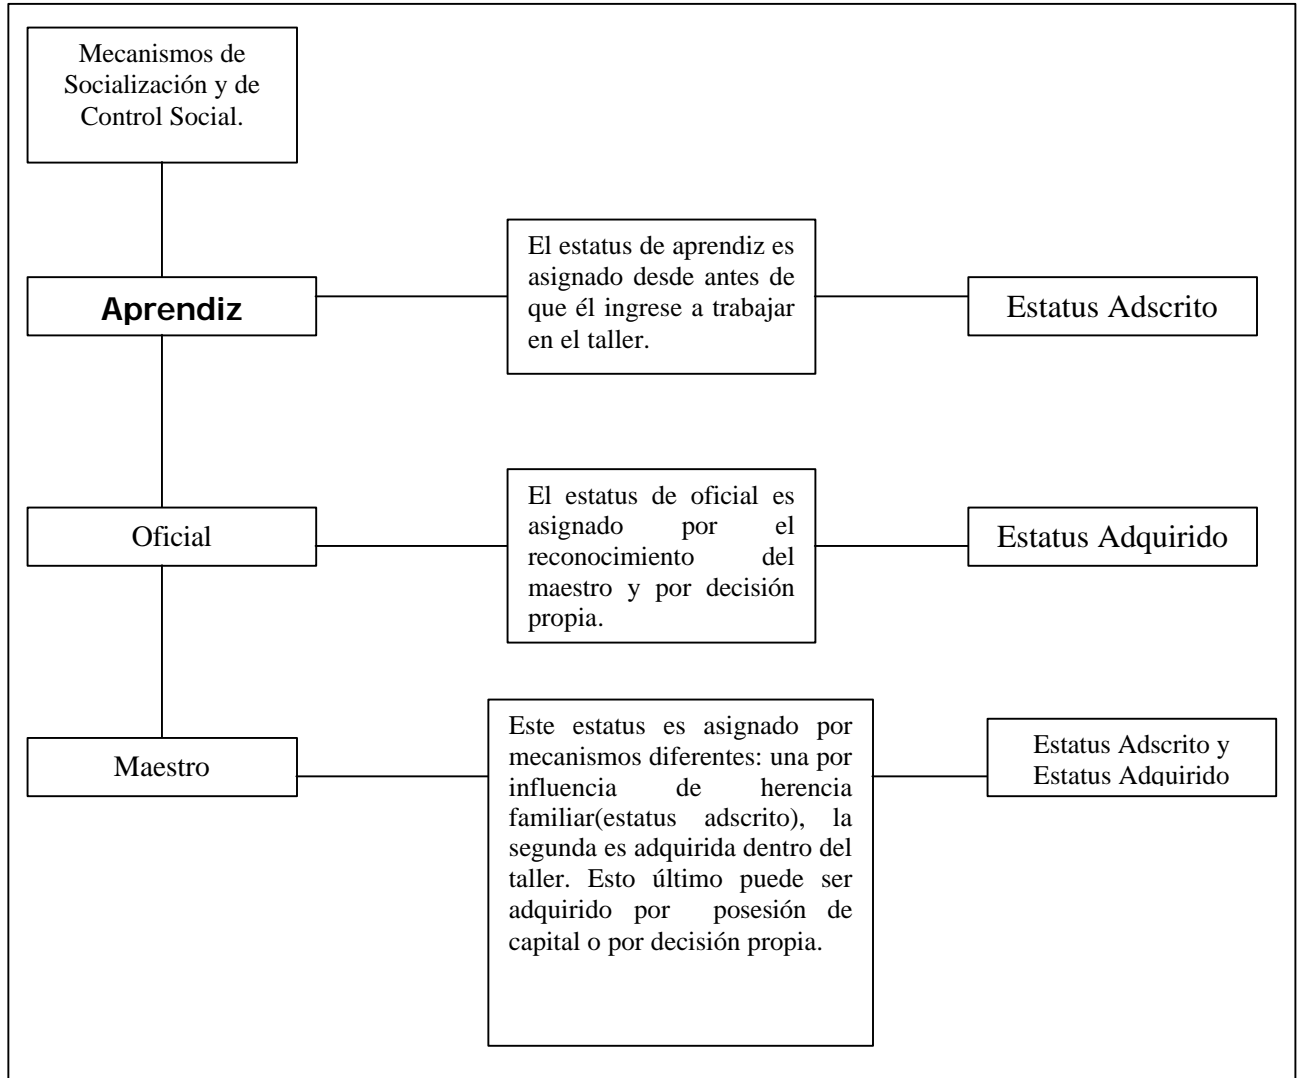 Mecanismos de
Socialización y de
Control Social.
El estatus de aprendiz es
asignado desde antes de
que él ingrese a trabajar
en el taller.
Aprendiz
Estatus Adscrito
El estatus de oficial es
asignado por el
reconocimiento del
maestro y por decisión
propia.
Oficial
Estatus Adquirido
Este estatus es asignado por
mecanismos diferentes: una por
influencia de herencia
familiar(estatus adscrito), la
segunda es adquirida dentro del
taller. Esto último puede ser
adquirido por posesión de
capital o por decisión propia.
Maestro
Estatus Adscrito y
Estatus Adquirido